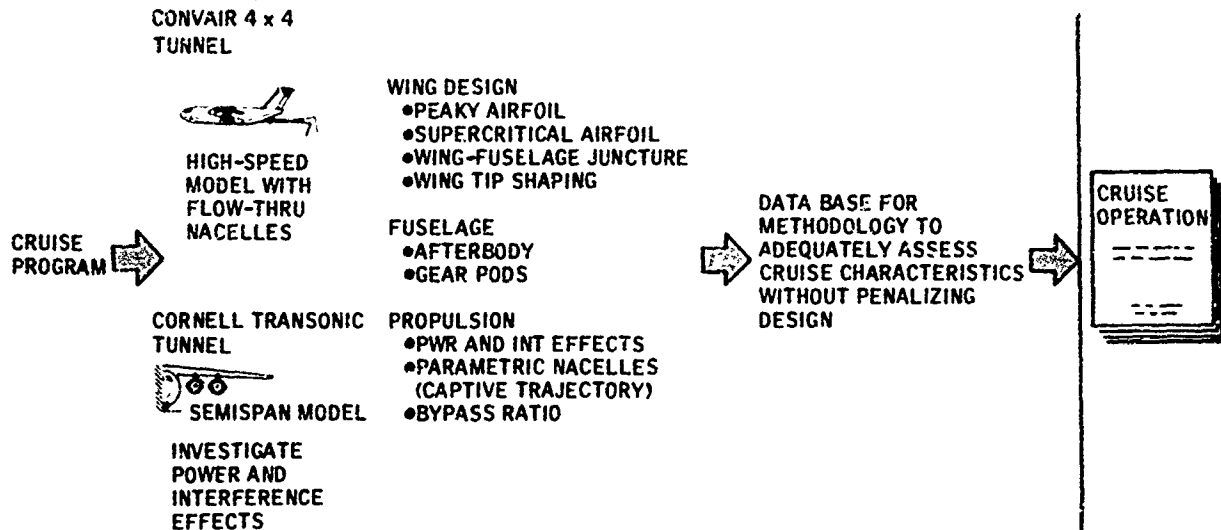 CONVAIR 4 x 4
TUNNEL
HIGH-SPEED
MODEL WITH
FLOW-THRU
NACELLES
CRUISE
PROGRAM
CORNELL TRANSONIC
TUNNEL
SEMISPAN MODEL
INVESTIGATE
POWER AND
INTERFERENCE
EFFECTS
WING DESIGN
•PEAKY AIRFOIL
•SUPERCRITICAL AIRFOIL
•WING-FUSELAGE JUNCTURE
•WING TIP SHAPING
FUSELAGE
•AFTERBODY
•GEAR PODS
PROPULSION
•PWR AND INT EFFECTS
•PARAMETRIC NACELLES
(CAPTIVE TRAJECTORY)
•BYPASS RATIO
DATA BASE FOR
METHODOLOGY TO
ADEQUATELY ASSESS
CRUISE CHARACTERISTICS
WITHOUT PENALIZING
DESIGN
CRUISE
OPERATION